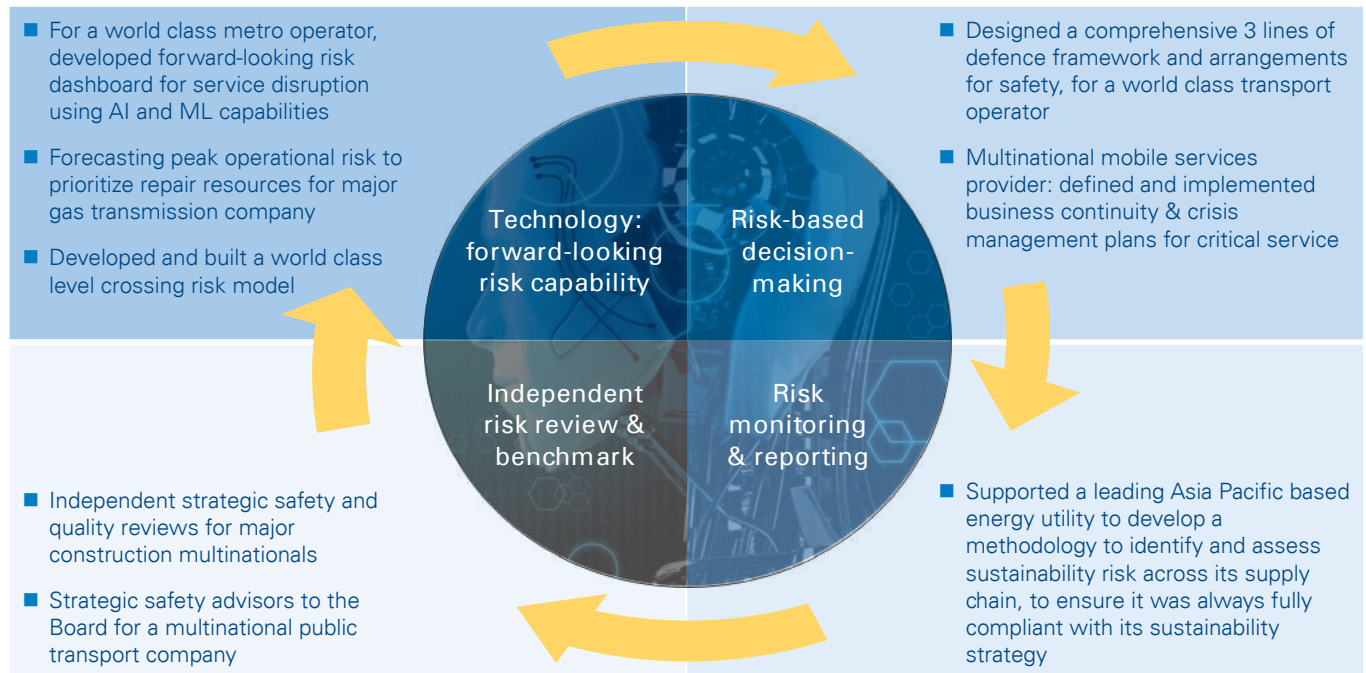 For a world class metro operator,
developed forward-looking risk
dashboard for service disruption
using AI and ML capabilities
Forecasting peak operational risk to
prioritize repair resources for major
gas transmission company
Developed and built a world class
level crossing risk model
Designed a comprehensive 3 lines of
defence framework and arrangements
for safety, for a world class transport
operator
Multinational mobile services
provider: defined and implemented
business continuity & crisis
management plans for critical service
Technology:
forward-looking
risk capability
Risk-based
decision-
making
Independent
risk review &
benchmark
Risk
monitoring
& reporting
Independent strategic safety and
quality reviews for major
construction multinationals
Strategic safety advisors to the
Board for a multinational public
transport company
Supported a leading Asia Pacific based
energy utility to develop a
methodology to identify and assess
sustainability risk across its supply
chain, to ensure it was always fully
compliant with its sustainability
strategy